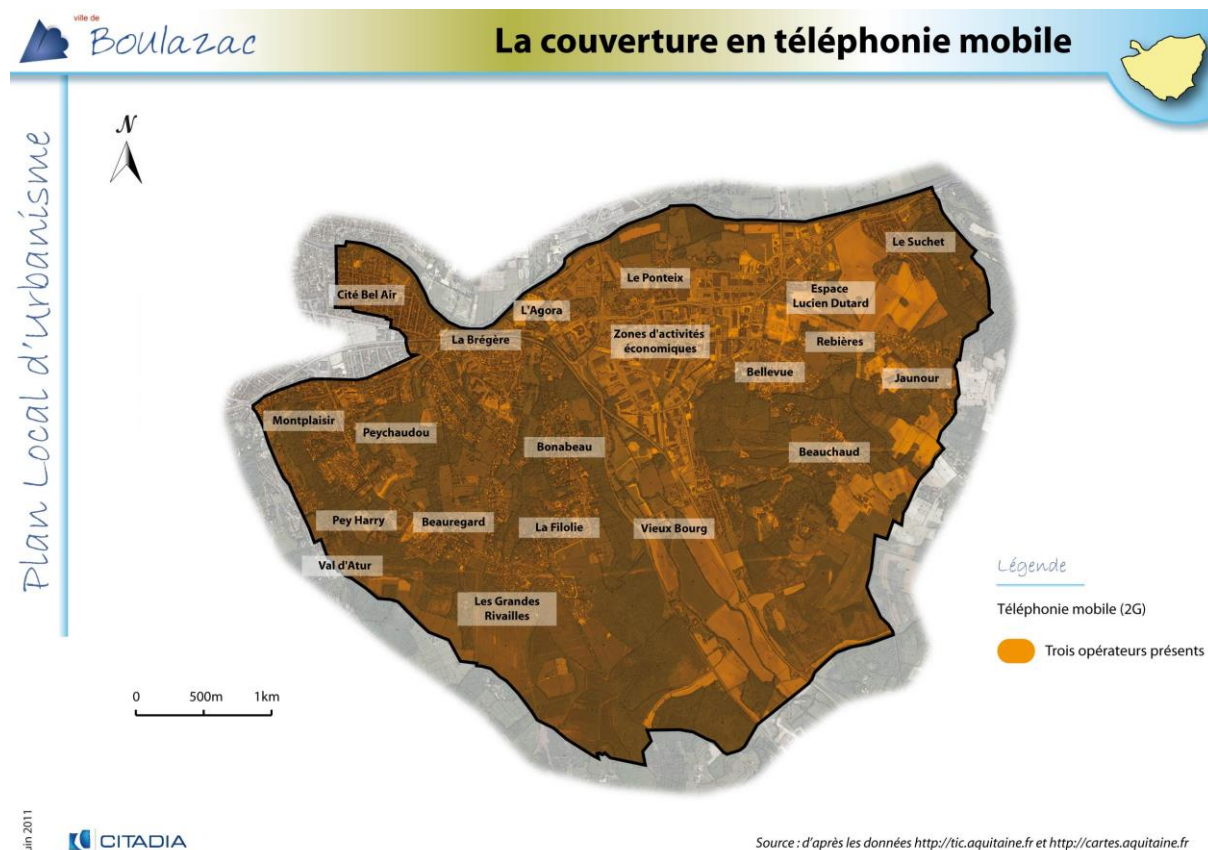 ville de
Boulazac
La couverture en téléphonie mobile
Plan Local d'Urbanisme
N
Le Suchet
Le Ponteix
Cité Bel Air
Espace
Lucien Dutard
L'Agora
La Brégère
Zones d'activités
économiques
Rebières
Bellevue
Jaunour
Montplaisir
Peychaudou
Bonabeau
Beauchaud
Pey Harry
Beauregard
La Filolie
Vieux Bourg
Val d'Atur
Les Grandes
Rivailles
Légende
Téléphonie mobile (2G)
Trois opérateurs présents
0 500m 1km
2011
CITADIA
Source : d'après les données http://tic.aquitaine.fr et http://cartes.aquitaine.fr